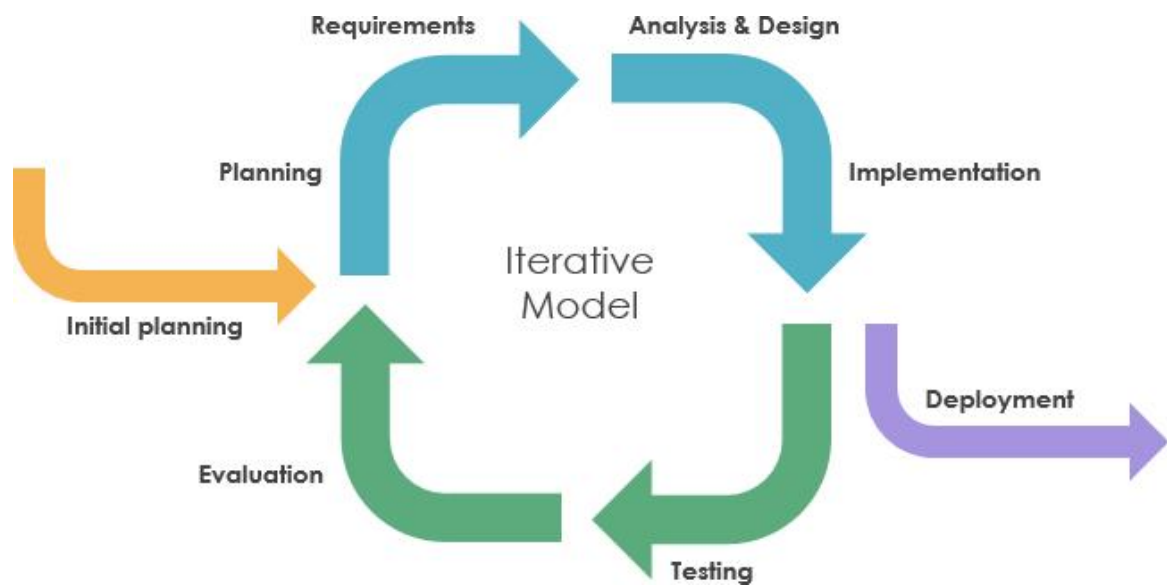 Requirements
Analysis & Design
Planning
Implementation
Iterative
Model
Initial planning
Deployment
Evaluation
Testing